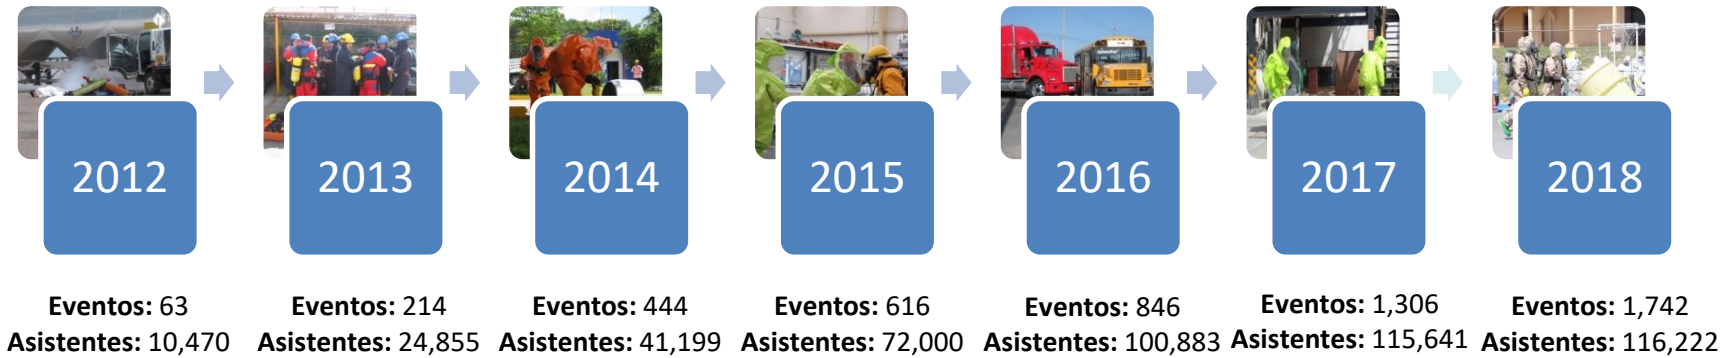 2012
2013
2014
2015
2016
2017
2018
Eventos: 63
Asistentes: 10,470
Eventos: 214
Asistentes: 24,855
Eventos: 444
Asistentes: 41,199
Eventos: 616
Asistentes: 72,000
Eventos: 846
Asistentes: 100,883
Eventos: 1,306
Asistentes: 115,641
Eventos: 1,742
Asistentes: 116,222